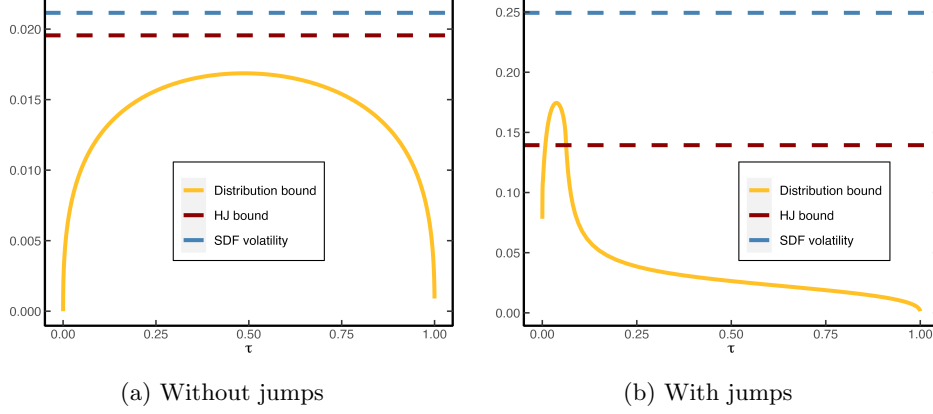 0.020
0.015
0.010
0.005
0.000
Distribution bound
HJ bound
SDF volatility
0.00 0.25 0.50 0.75 1.00
τ
(a) Without jumps
0.25
0.20
0.15
0.10
0.05
0.00
Distribution bound
HJ bound
SDF volatility
0.00 0.25 0.50 0.75 1.00
τ
(b) With jumps